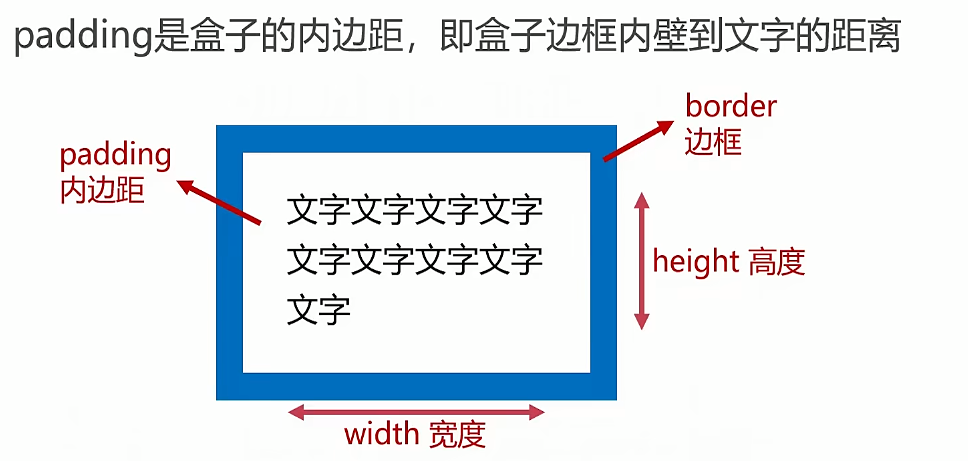 padding是盒子的内边距，即盒子边框内壁到文字的距离
border
边框
padding
内边距
文字文字文字文字
文字文字文字文字
文字
height 高度
width 宽度